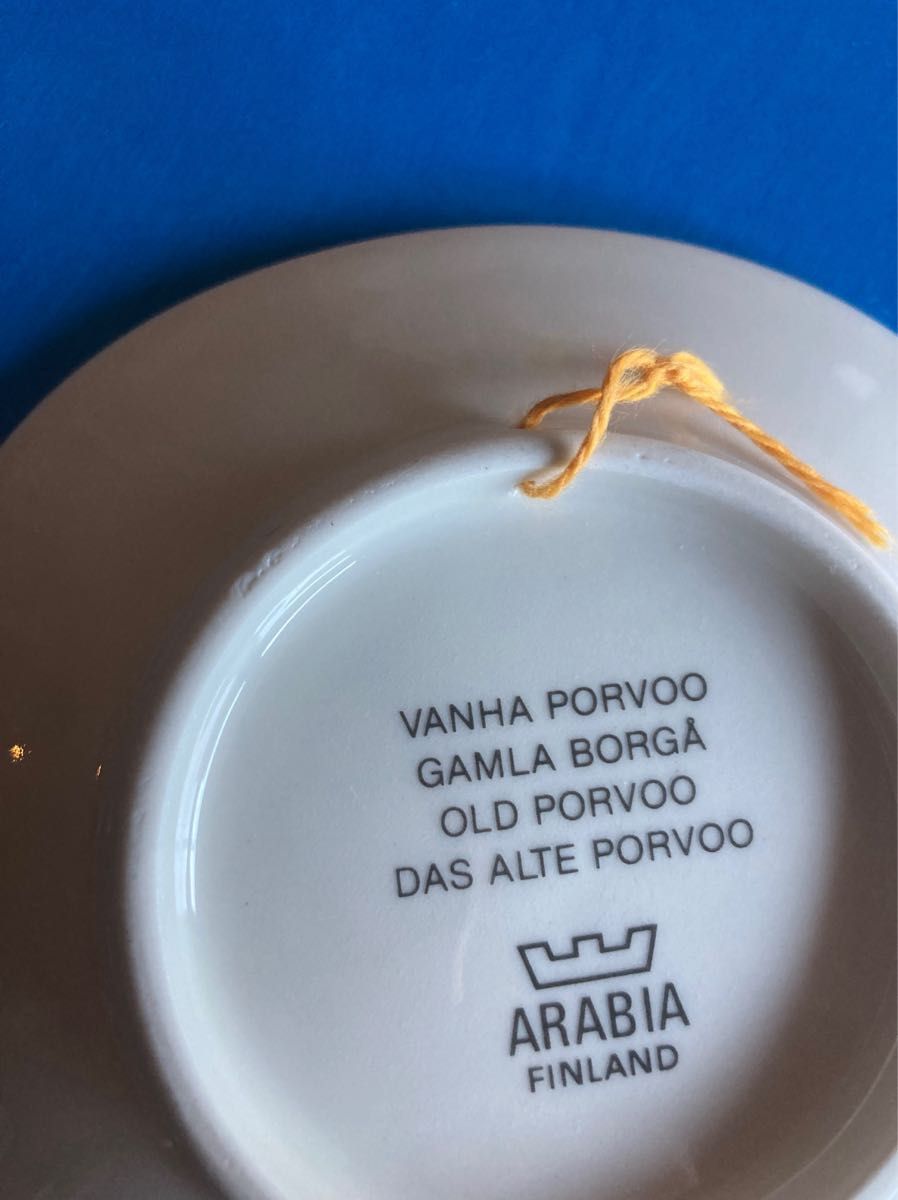 VANHA PORVOO
GAMLA BORGÅ
OLD PORVOO
DAS ALTE PORVOO
ARABIA
FINLAND